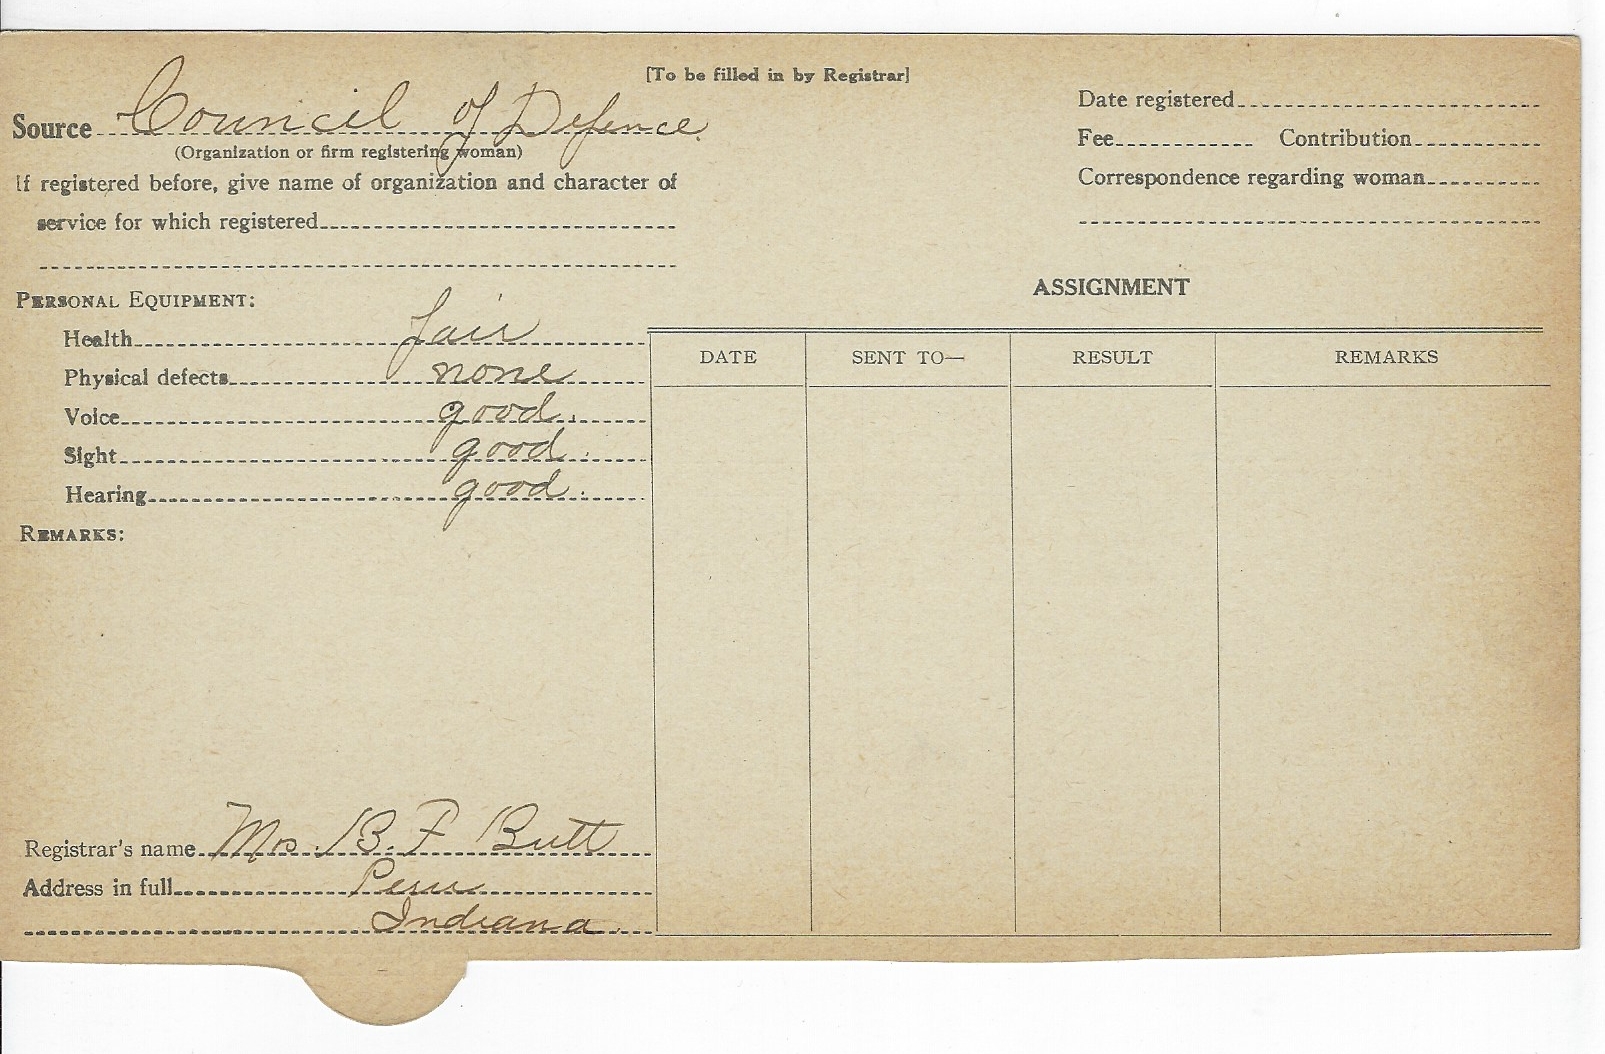 [To be filled in by Registrar]
Source Council of Defence
(Organization or firm registering woman)
If registered before, give name of organization and character of
service for which registered
Date registered
Fee Contribution
Correspondence regarding woman
PERSONAL EQUIPMENT:
Health fair
Physical defects none
Voice good
Sight good
Hearing good
REMARKS:
ASSIGNMENT
DATE SENT TO— RESULT REMARKS
Registrar's name Mrs. B. F Butt
Address in full Peru
Indiana